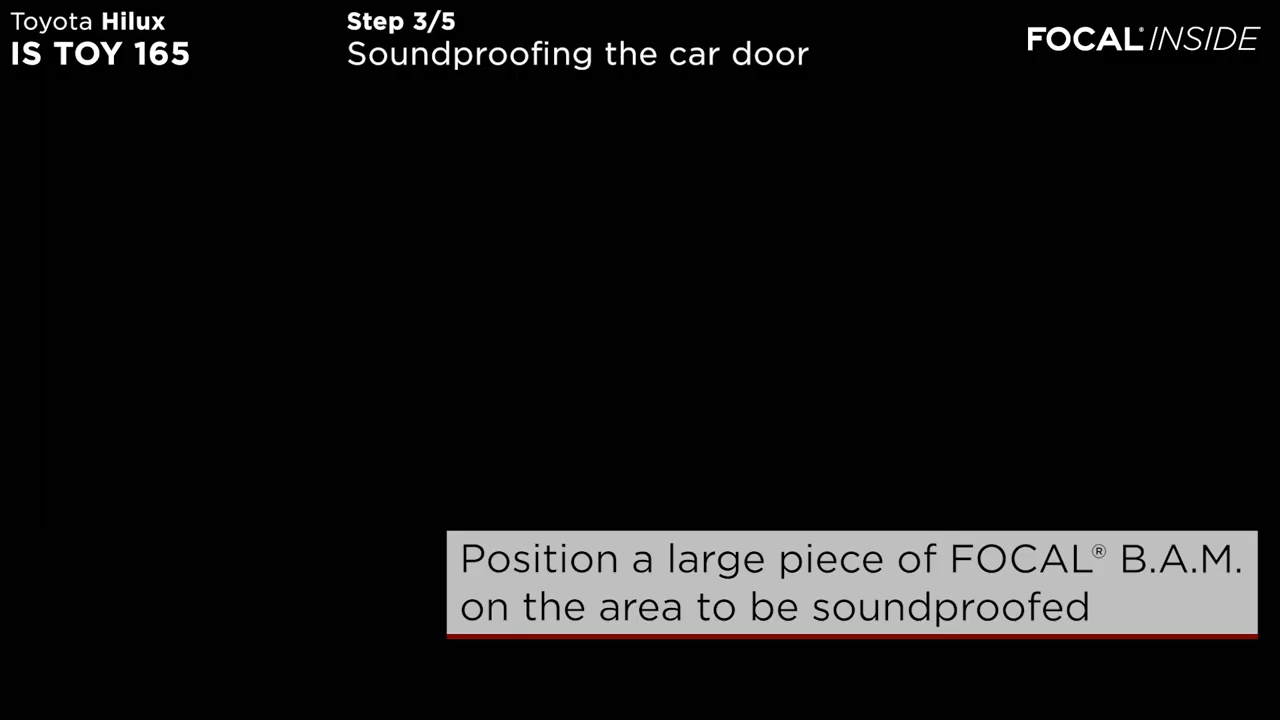 Toyota Hilux
IS TOY 165
Step 3/5
Soundproofing the car door
FOCAL® INSIDE
Position a large piece of FOCAL® B.A.M.
on the area to be soundproofed